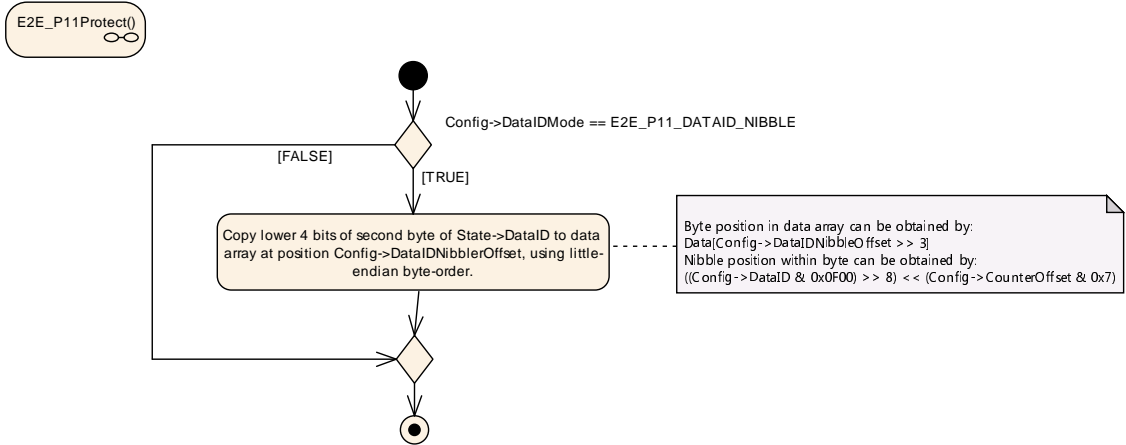 E2E_P11Protect()
Config->DataIDMode == E2E_P11_DATAID_NIBBLE
[FALSE]
[TRUE]
Copy lower 4 bits of second byte of State->DataID to data
array at position Config->DataIDNibblerOffset, using little-
endian byte-order.
Byte position in data array can be obtained by:
Data[Config->DataIDNibbleOffset >> 3]
Nibble position within byte can be obtained by:
((Config->DataID & 0x0F00) >> 8) << (Config->CounterOffset & 0x7)